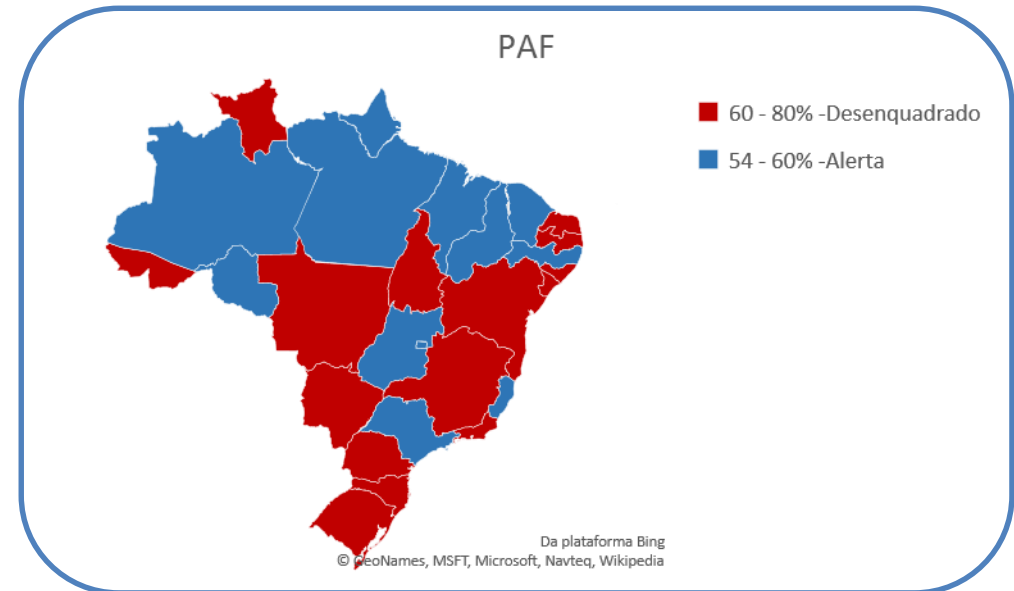 PAF
60 - 80% -Desenquadrado
54 - 60% -Alerta
Da plataforma Bing
© GeoNames, MSFT, Microsoft, Navteq, Wikipedia